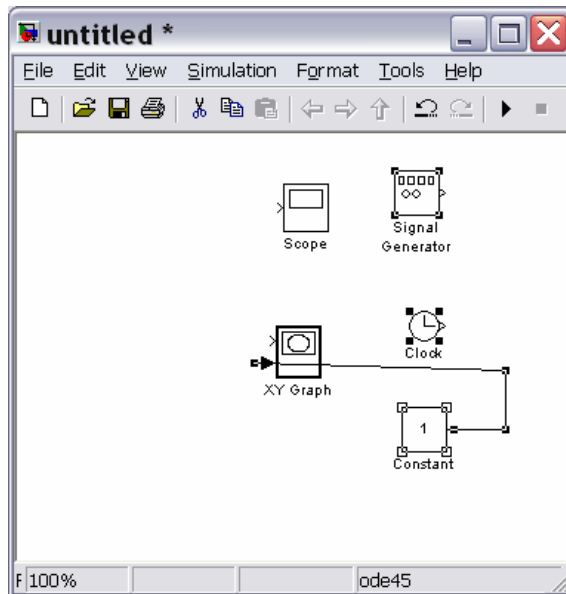 untitled *
File Edit View Simulation Format Tools Help
Scope
Signal
Generator
Clock
XY Graph
1
Constant
F 100% ode45